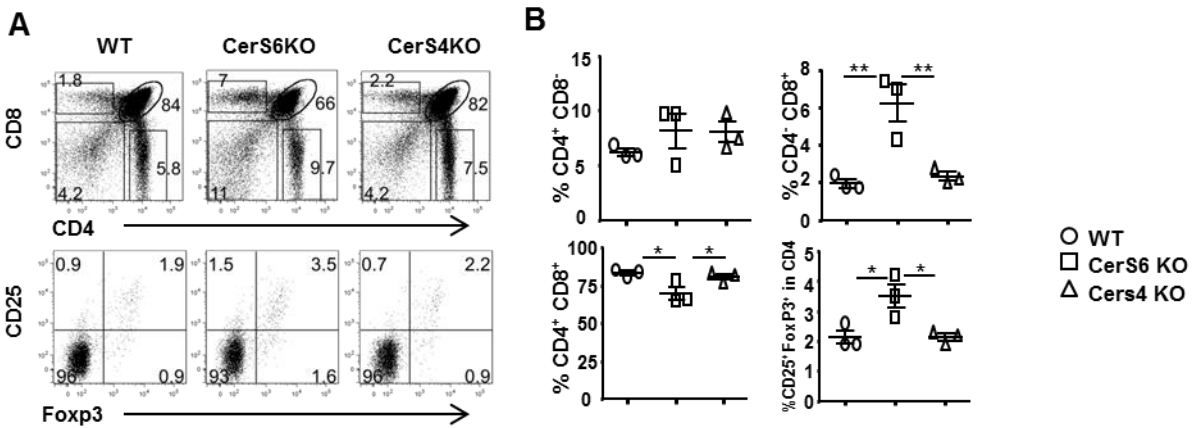 A
WT
CerS6KO
CerS4KO
CD8
1.8
84
5.8
4.2
7
66
9.7
11
2.2
82
7.5
4.2
CD4
CD25
0.9
1.9
96
0.9
1.5
3.5
93
1.6
0.7
2.2
96
0.9
Foxp3
B
% CD4⁺ CD8⁻
15
10
5
0
% CD4⁻ CD8⁺
8
6
4
2
0
** **
% CD4⁺ CD8⁺
100
75
50
25
0
* *
%CD25⁺FoxP3⁺ in CD4
5
4
3
2
1
0
* *
WT
CerS6 KO
Cers4 KO